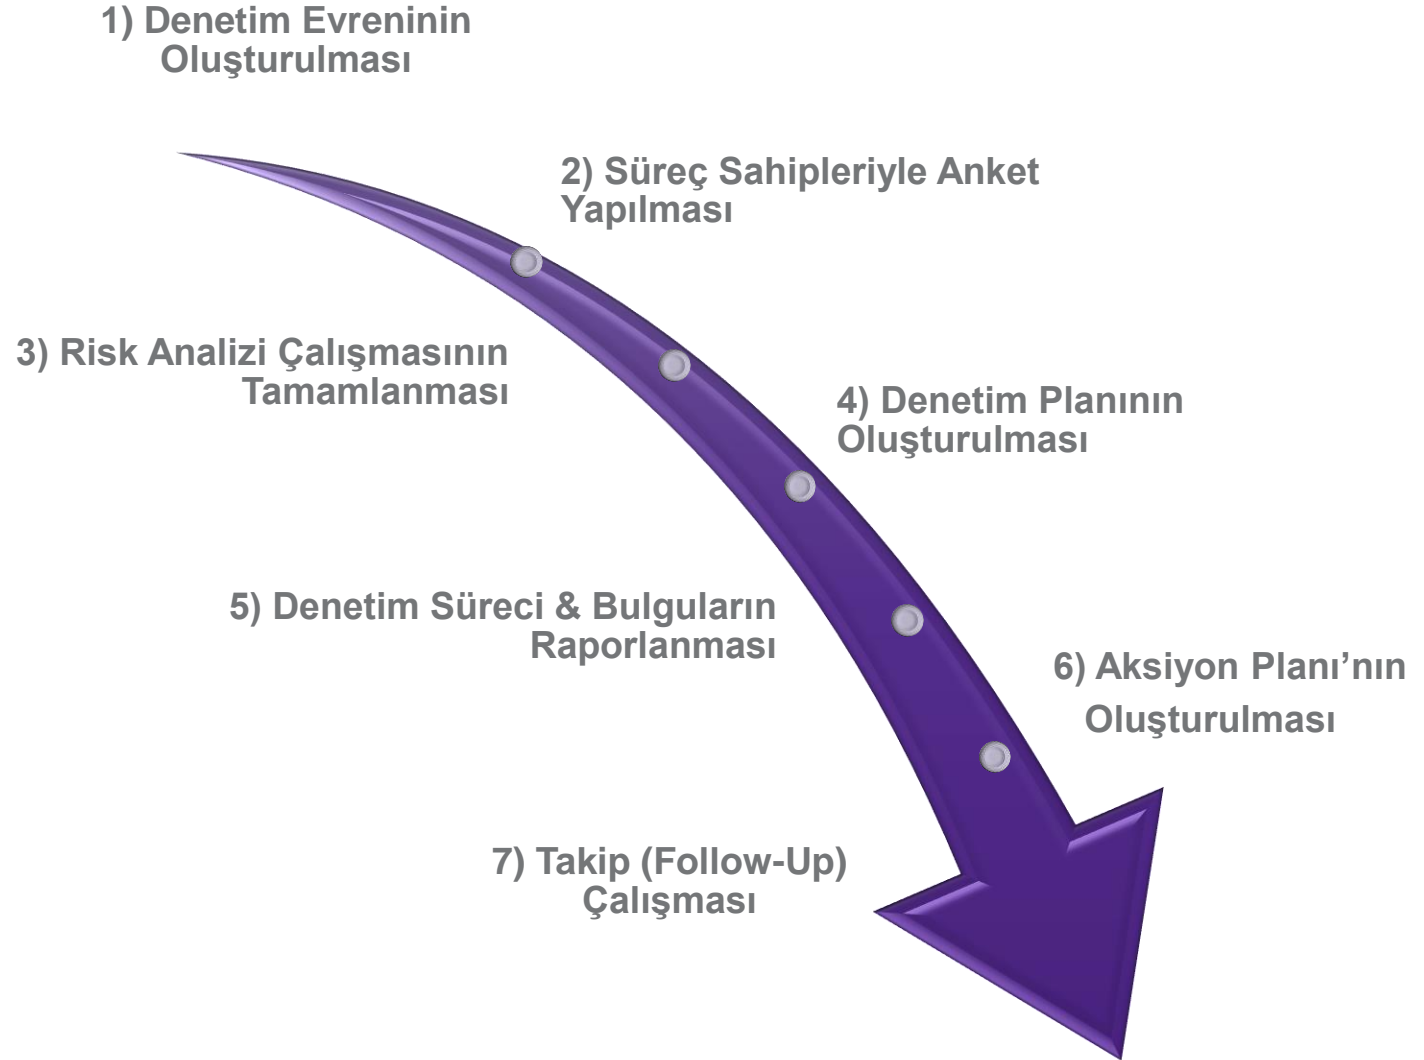 1) Denetim Evreninin
Oluşturulması
2) Süreç Sahipleriyle Anket
Yapılması
3) Risk Analizi Çalışmasının
Tamamlanması
4) Denetim Planının
Oluşturulması
5) Denetim Süreci & Bulguların
Raporlanması
6) Aksiyon Planı’nın
Oluşturulması
7) Takip (Follow-Up)
Çalışması